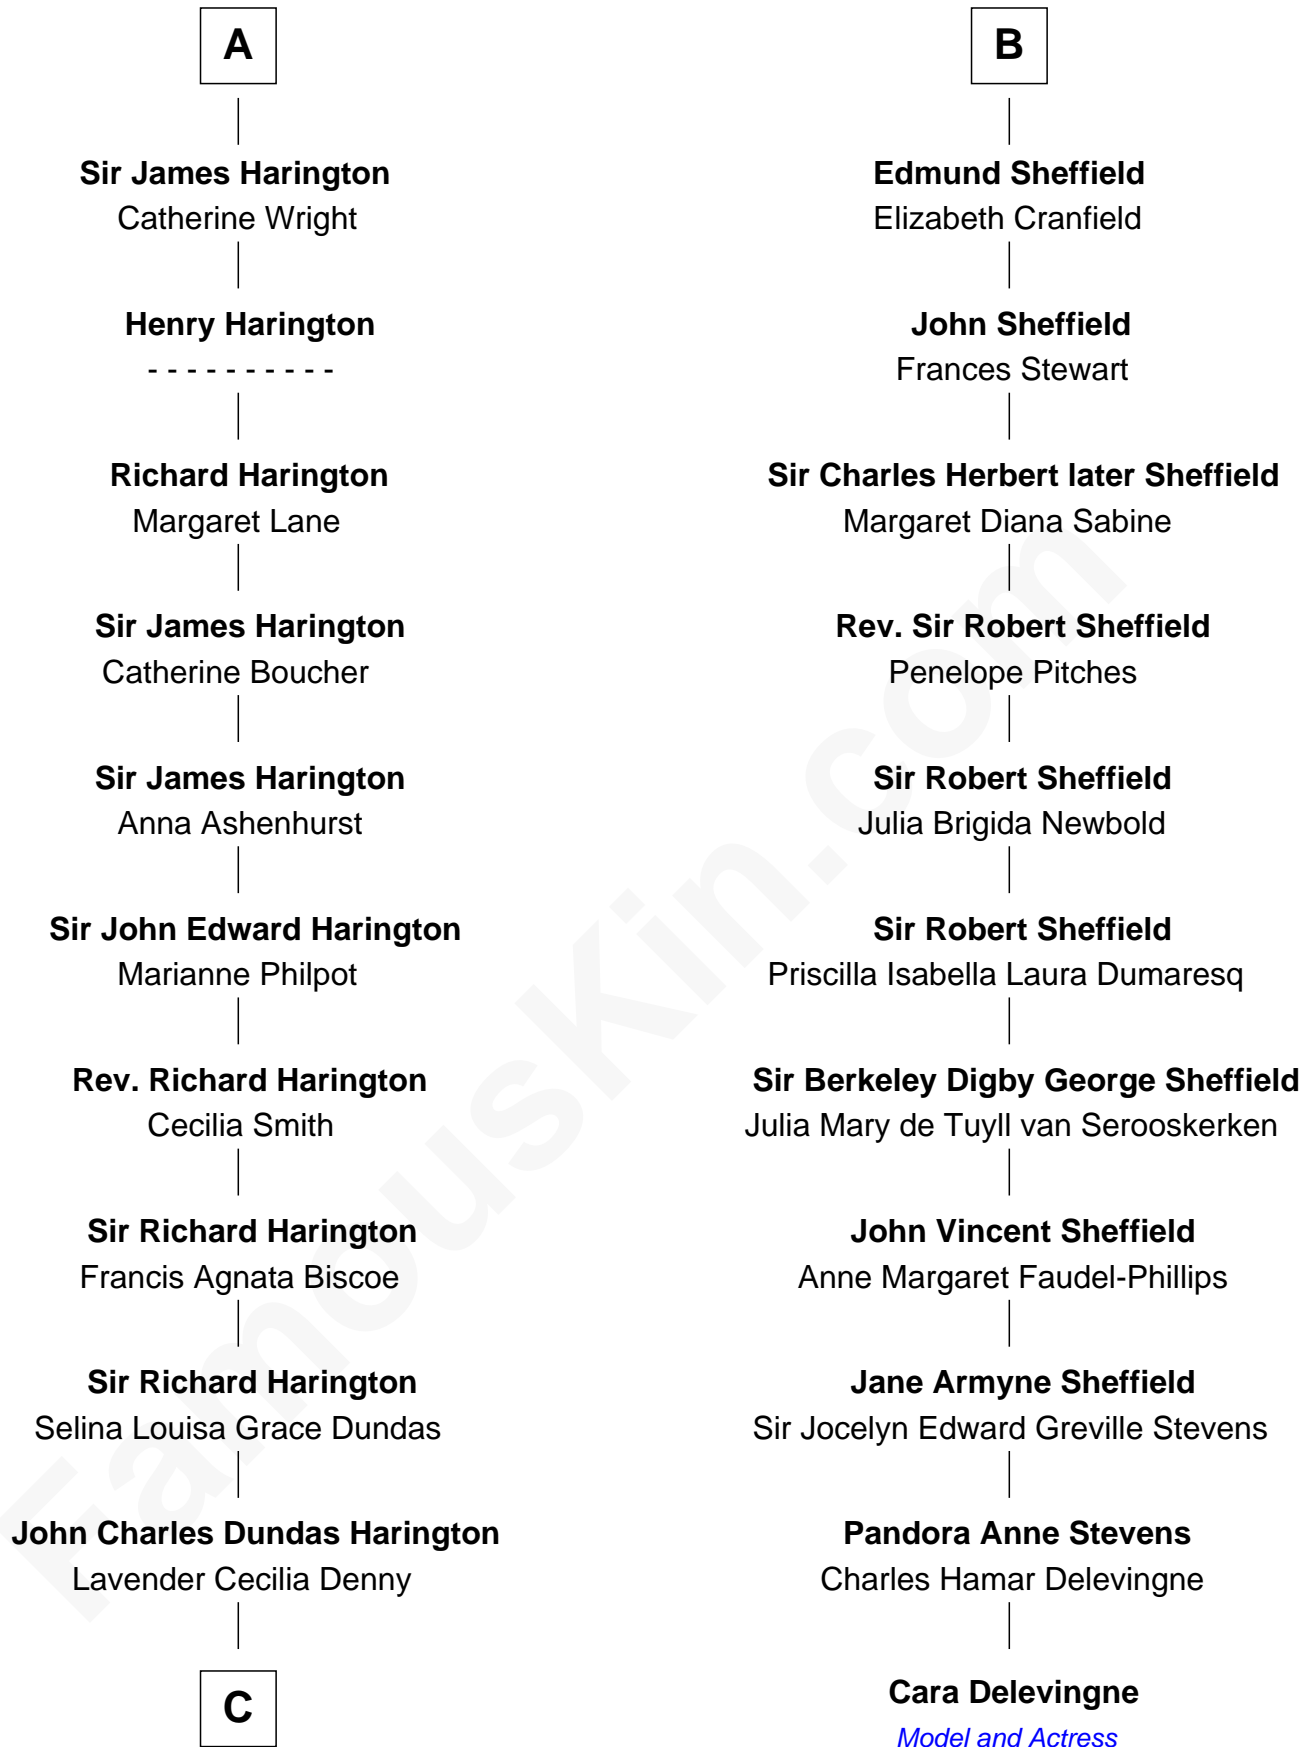 A
Sir James Harington
Catherine Wright
Henry Harington
- - - - - - - - - -
Richard Harington
Margaret Lane
Sir James Harington
Catherine Boucher
Sir James Harington
Anna Ashenhurst
Sir John Edward Harington
Marianne Philpot
Rev. Richard Harington
Cecilia Smith
Sir Richard Harington
Francis Agnata Biscoe
Sir Richard Harington
Selina Louisa Grace Dundas
John Charles Dundas Harington
Lavender Cecilia Denny
C
B
Edmund Sheffield
Elizabeth Cranfield
John Sheffield
Frances Stewart
Sir Charles Herbert later Sheffield
Margaret Diana Sabine
Rev. Sir Robert Sheffield
Penelope Pitches
Sir Robert Sheffield
Julia Brigida Newbold
Sir Robert Sheffield
Priscilla Isabella Laura Dumaresq
Sir Berkeley Digby George Sheffield
Julia Mary de Tuyll van Serooskerken
John Vincent Sheffield
Anne Margaret Faudel-Phillips
Jane Armyne Sheffield
Sir Jocelyn Edward Greville Stevens
Pandora Anne Stevens
Charles Hamar Delevingne
Cara Delevingne
Model and Actress
FamousKin.com